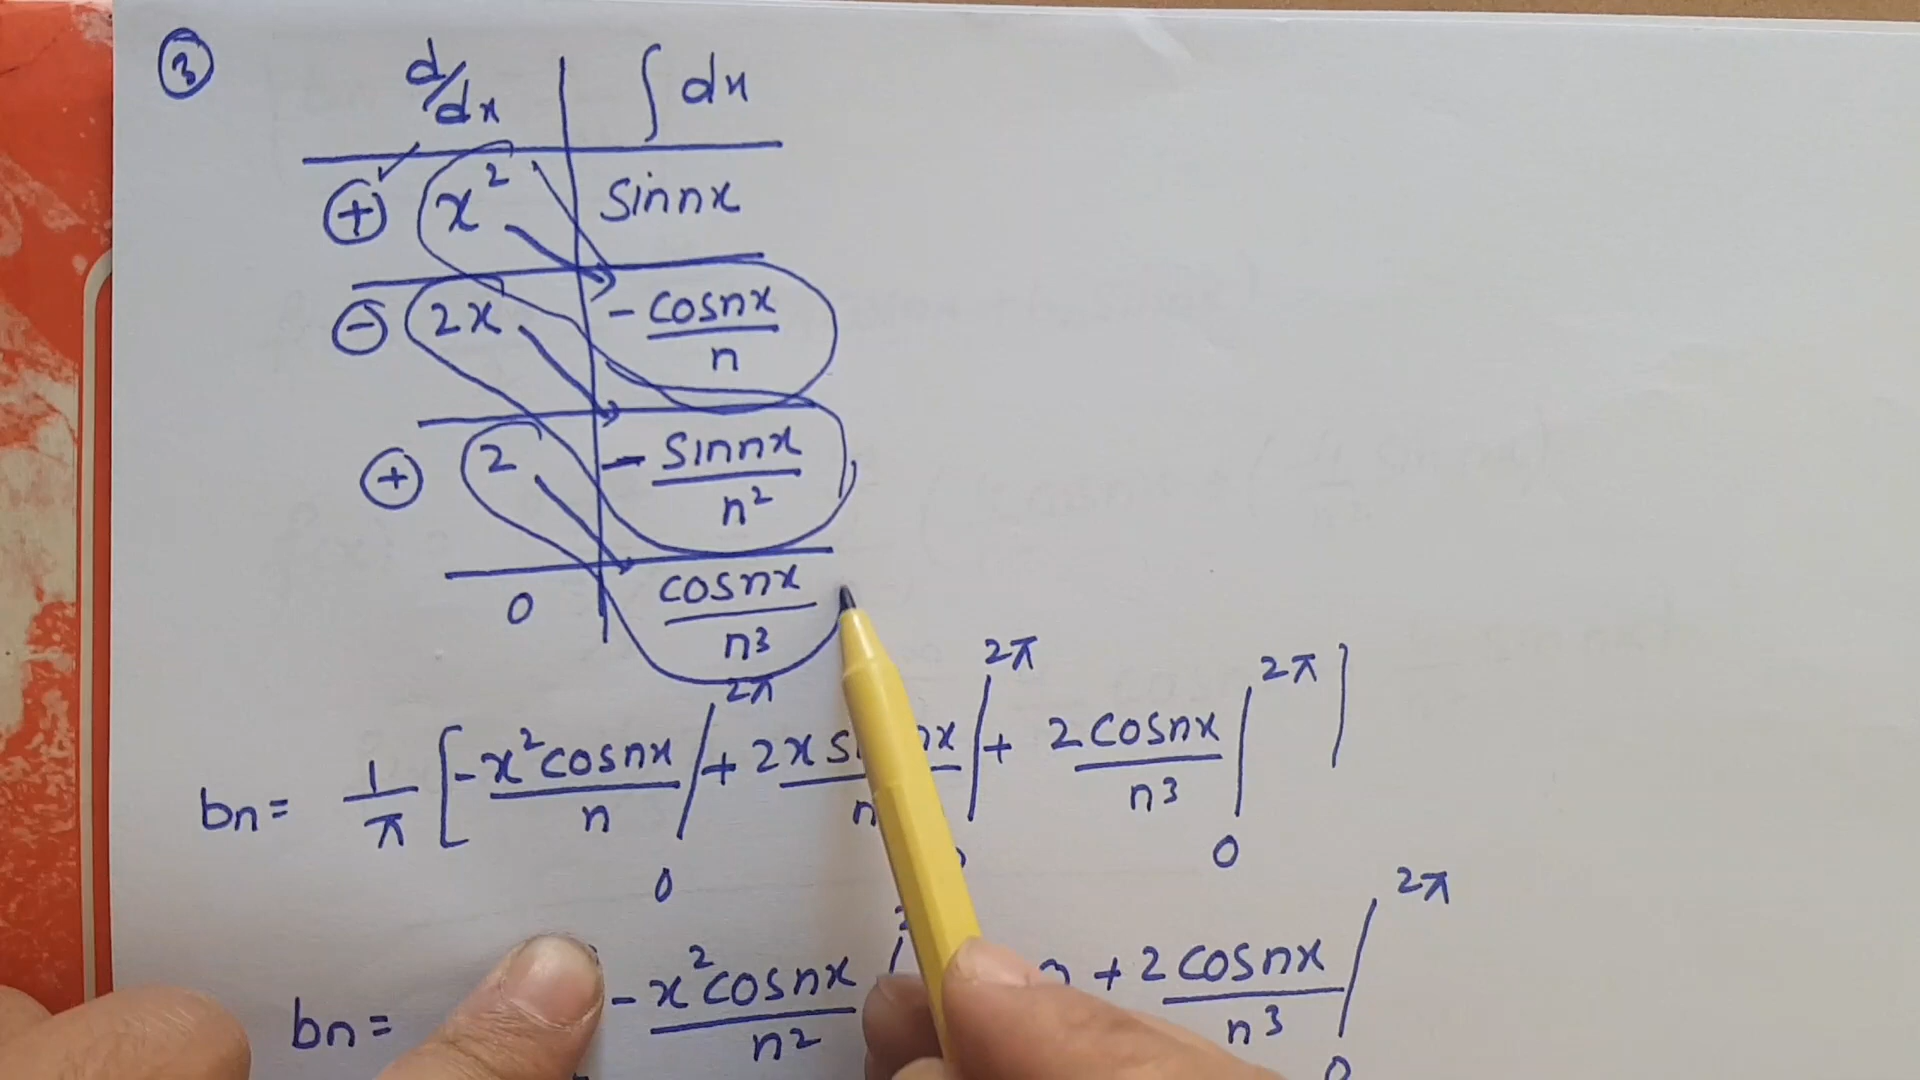 ③
d/dx | ∫ dx
⊕ x² sinnx
⊖ 2x -cosnx/n
⊕ 2 - sinnx/n²
0 cosnx/n³
bn = 1/π [-x²cosnx/n |₀^2π + 2x | ^2π + 2cosnx/n³ |₀^2π ]
bn = -x²cosnx/n² + 2cosnx/n³ |₀^2π